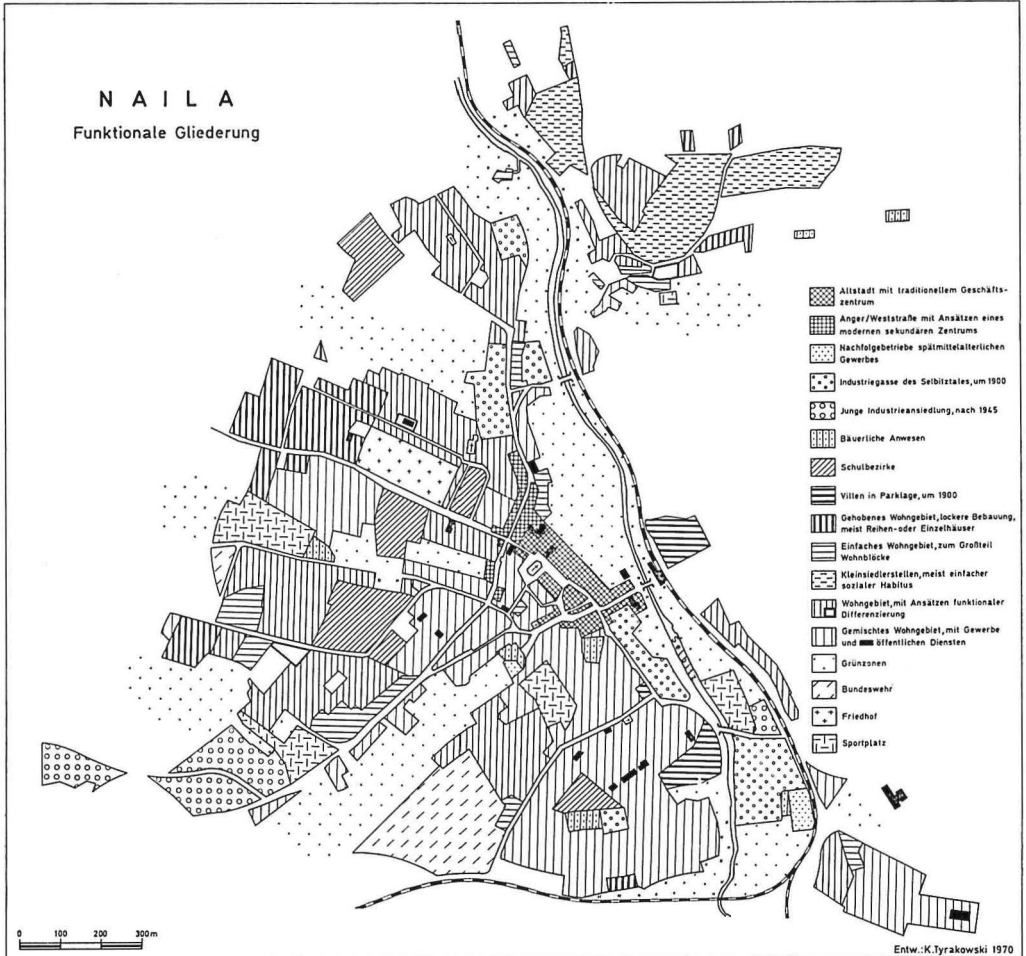 NAILA
Funktionale Gliederung
Altstadt mit traditionellem Geschäfts-
zentrum
Anger/Weststraße mit Ansätzen eines
modernen sekundären Zentrums
Nachfolgebetriebe spätmittelalterlichen
Gewerbes
Industriegasse des Selbitztales, um 1900
Junge Industrieansiedlung, nach 1945
Bäuerliche Anwesen
Schulbezirke
Villen in Parklage, um 1900
Gehobenes Wohngebiet, lockere Bebauung,
meist Reihen- oder Einzelhäuser
Einfaches Wohngebiet, zum Großteil
Wohnblöcke
Kleinsiedlerstellen, meist einfacher
sozialer Habitus
Wohngebiet, mit Ansätzen funktionaler
Differenzierung
Gemischtes Wohngebiet, mit Gewerbe
und öffentlichen Diensten
Grünzonen
Bundeswehr
Friedhof
Sportplatz
Selbitz
0 100 200 300m
Entw.: K.Tyrakowski 1970